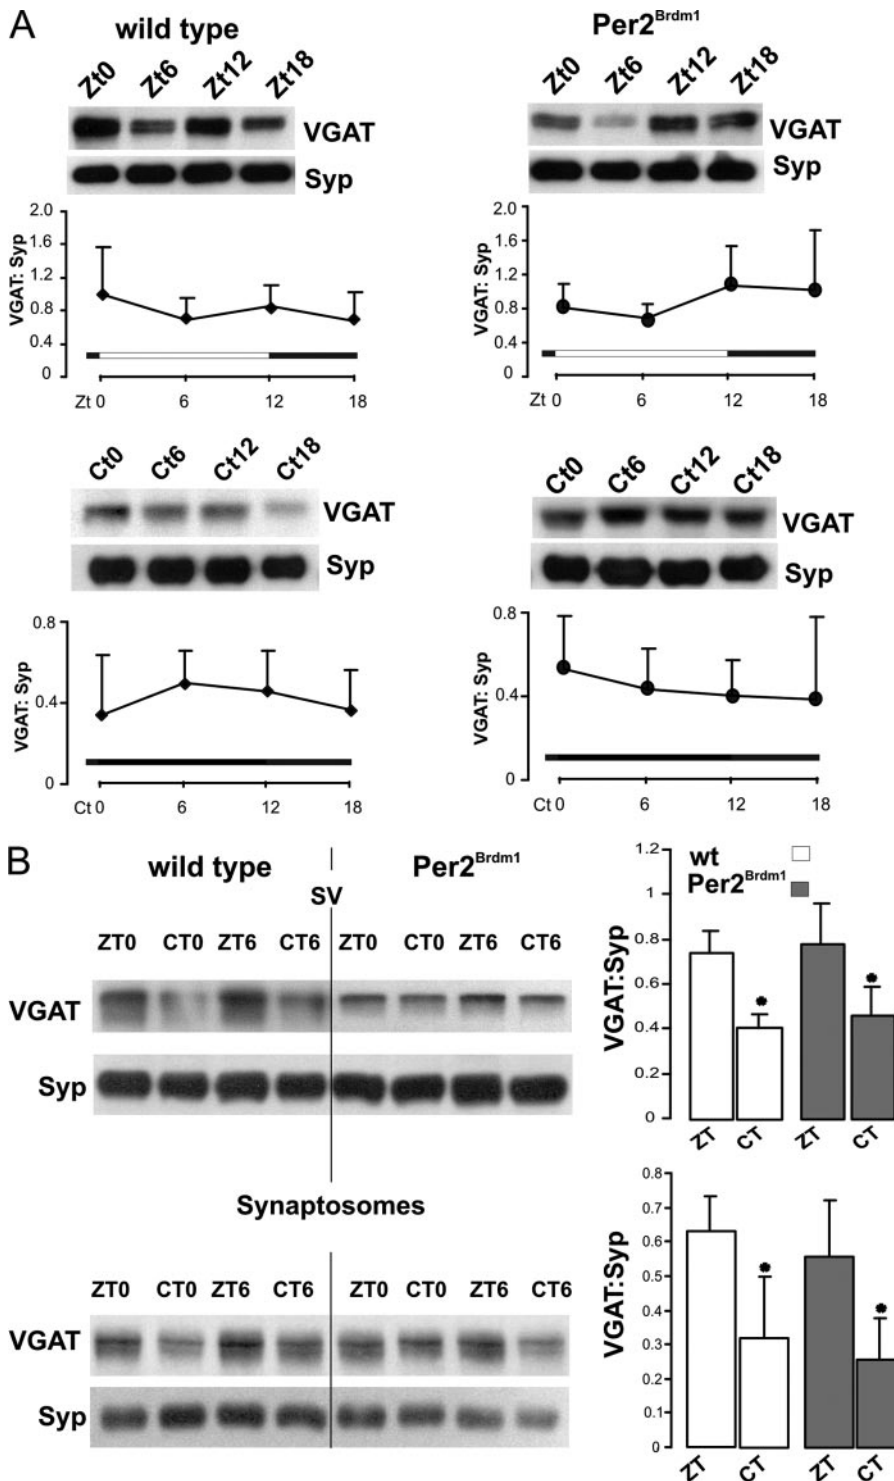 A
wild type
Zt0 Zt6 Zt12 Zt18
VGAT
Syp
VGAT: Syp
2.0
1.6
1.2
0.8
0.4
0
Zt 0 6 12 18
Per2Brdm1
Zt0 Zt6 Zt12 Zt18
VGAT
Syp
VGAT: Syp
2.0
1.6
1.2
0.8
0.4
0
Zt 0 6 12 18
Ct0 Ct6 Ct12 Ct18
VGAT
Syp
VGAT: Syp
0.8
0.4
0
Ct 0 6 12 18
Ct0 Ct6 Ct12 Ct18
VGAT
Syp
VGAT: Syp
0.8
0.4
0
Ct 0 6 12 18
B
wild type Per2Brdm1
SV
ZT0 CT0 ZT6 CT6 ZT0 CT0 ZT6 CT6
VGAT
Syp
wt
Per2Brdm1
VGAT:Syp
1.2
1
0.8
0.6
0.4
0.2
0
* *
ZT CT ZT CT
Synaptosomes
ZT0 CT0 ZT6 CT6 ZT0 CT0 ZT6 CT6
VGAT
Syp
VGAT:Syp
0.8
0.7
0.6
0.5
0.4
0.3
0.2
0.1
0
* *
ZT CT ZT CT